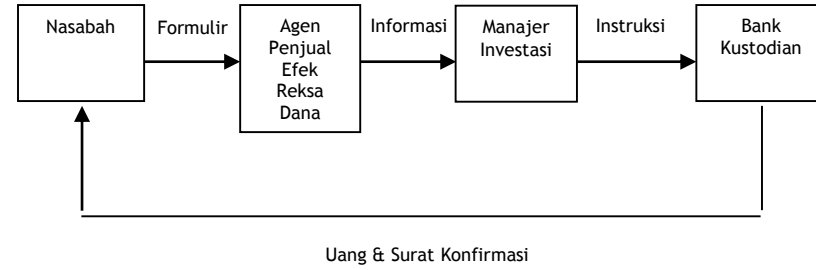 Nasabah
Formulir
Agen
Penjual
Efek
Reksa
Dana
Informasi
Manajer
Investasi
Instruksi
Bank
Kustodian
Uang & Surat Konfirmasi